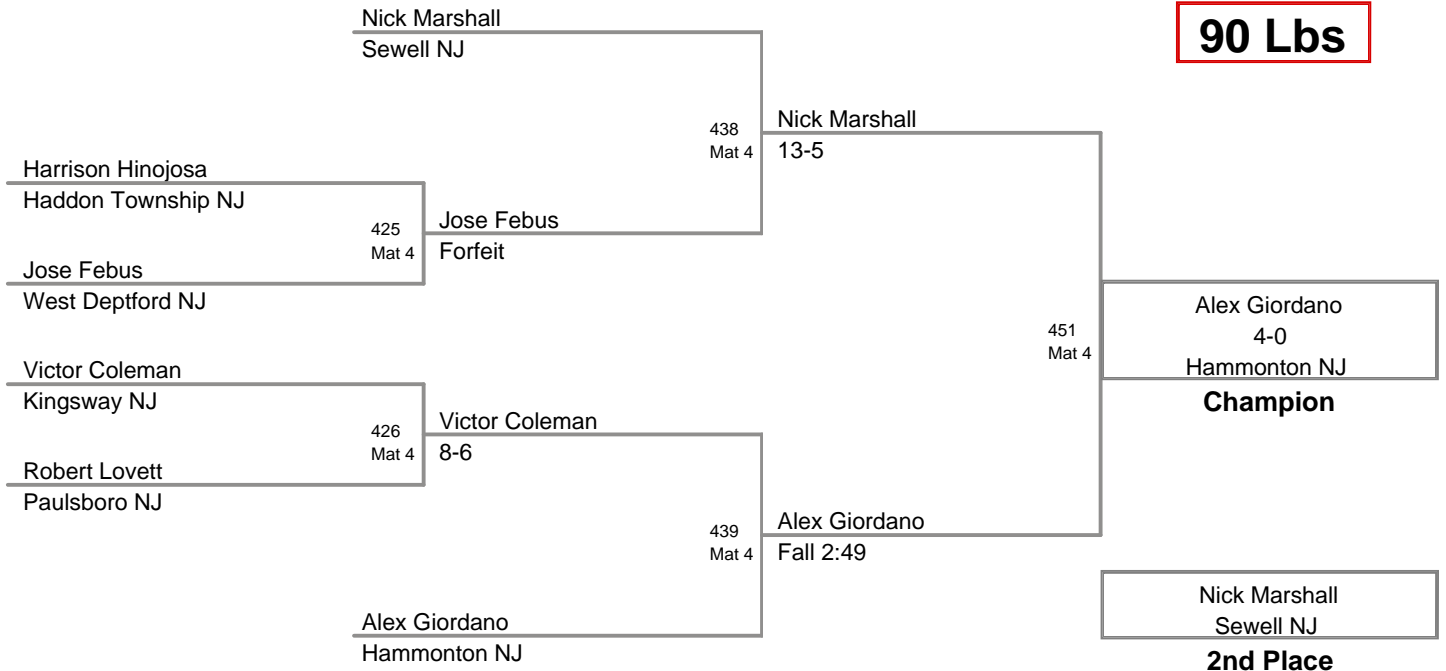 Nick Marshall
Sewell NJ
90 Lbs
438
Mat 4
Nick Marshall
13-5
Harrison Hinojosa
Haddon Township NJ
425
Mat 4
Jose Febus
Forfeit
Jose Febus
West Deptford NJ
451
Mat 4
Alex Giordano
4-0
Hammonton NJ
Champion
Victor Coleman
Kingsway NJ
426
Mat 4
Victor Coleman
8-6
Robert Lovett
Paulsboro NJ
439
Mat 4
Alex Giordano
Fall 2:49
Alex Giordano
Hammonton NJ
Nick Marshall
Sewell NJ
2nd Place